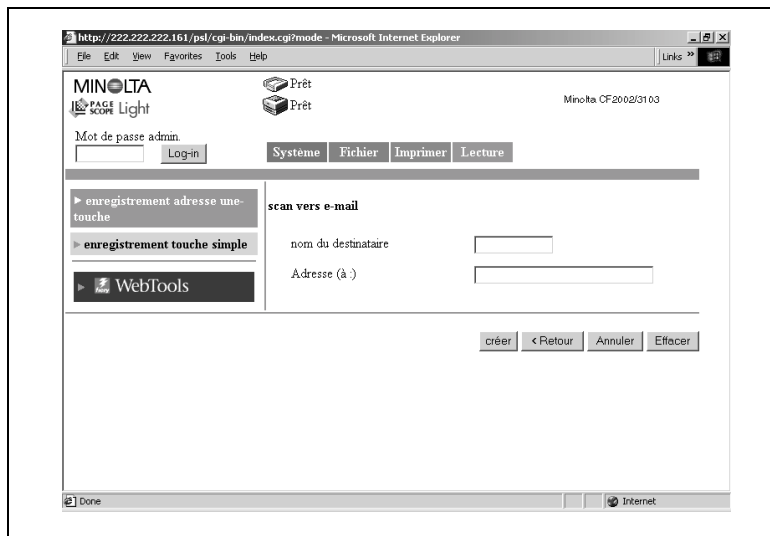 http://222.222.222.161/psl/cgi-bin/index.cgi?mode - Microsoft Internet Explorer
File Edit View Favorites Tools Help
Links »
MINOLTA
PAGE SCOPE Light
Prêt
Prêt
Minolta CF2002/3103
Mot de passe admin.
Log-in
Système Fichier Imprimer Lecture
► enregistrement adresse une-
touche
► enregistrement touche simple
► WebTools
scan vers e-mail
nom du destinataire
Adresse (à :)
créer < Retour Annuler Effacer
Done
Internet